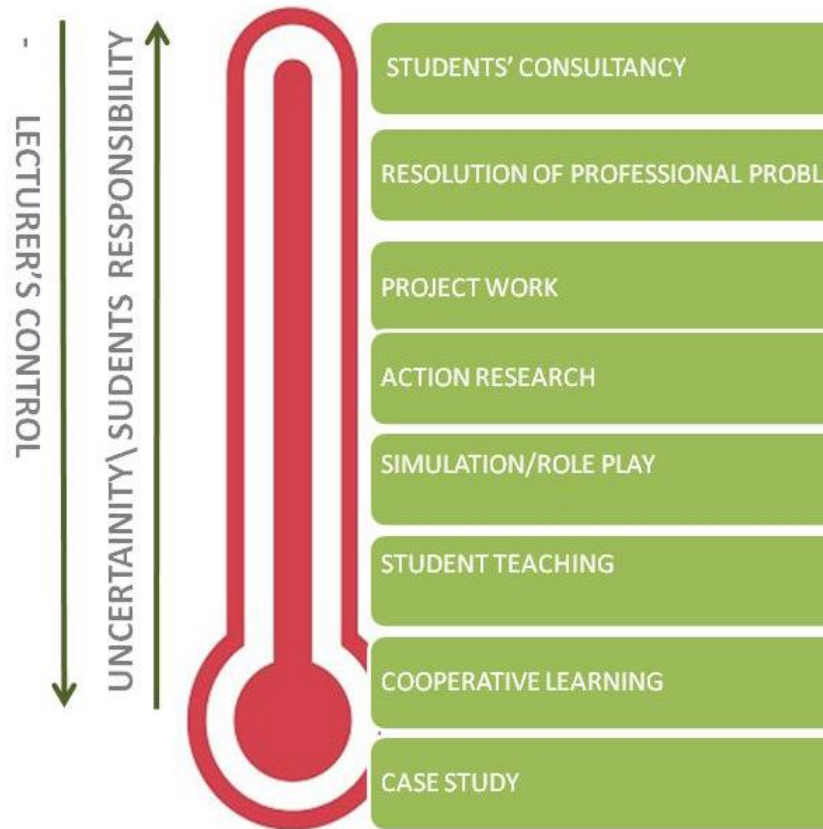 - LECTURER'S CONTROL
UNCERTAINITY\ SUDENTS RESPONSIBILITY
STUDENTS' CONSULTANCY
RESOLUTION OF PROFESSIONAL PROBL
PROJECT WORK
ACTION RESEARCH
SIMULATION/ROLE PLAY
STUDENT TEACHING
COOPERATIVE LEARNING
CASE STUDY